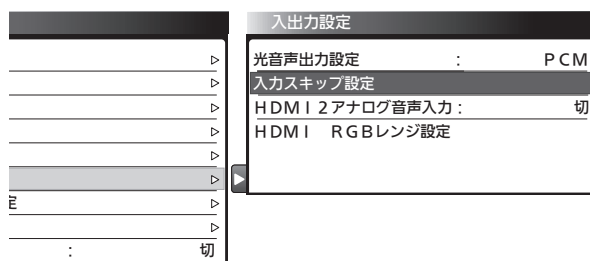 入出力設定
光音声出力設定 : PCM
入力スキップ設定
HDMI2アナログ音声入力: 切
HDMI RGBレンジ設定
定
: 切